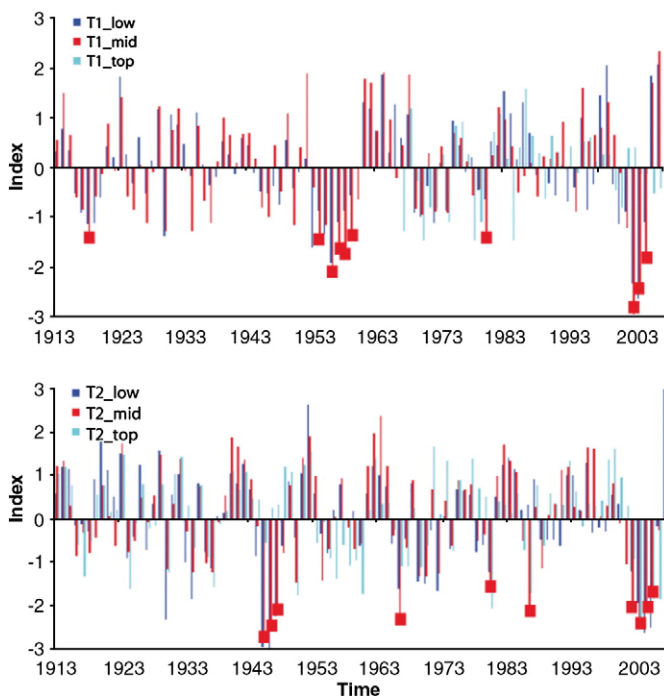 3
T1_low
T1_mid
2
T1_top
1
Index
0
-1
-2
-3
1913 1923 1933 1943 1953 1963 1973 1983 1993 2003
3
T2_low
T2_mid
2
T2_top
1
Index
0
-1
-2
-3
1913 1923 1933 1943 1953 1963 1973 1983 1993 2003
Time